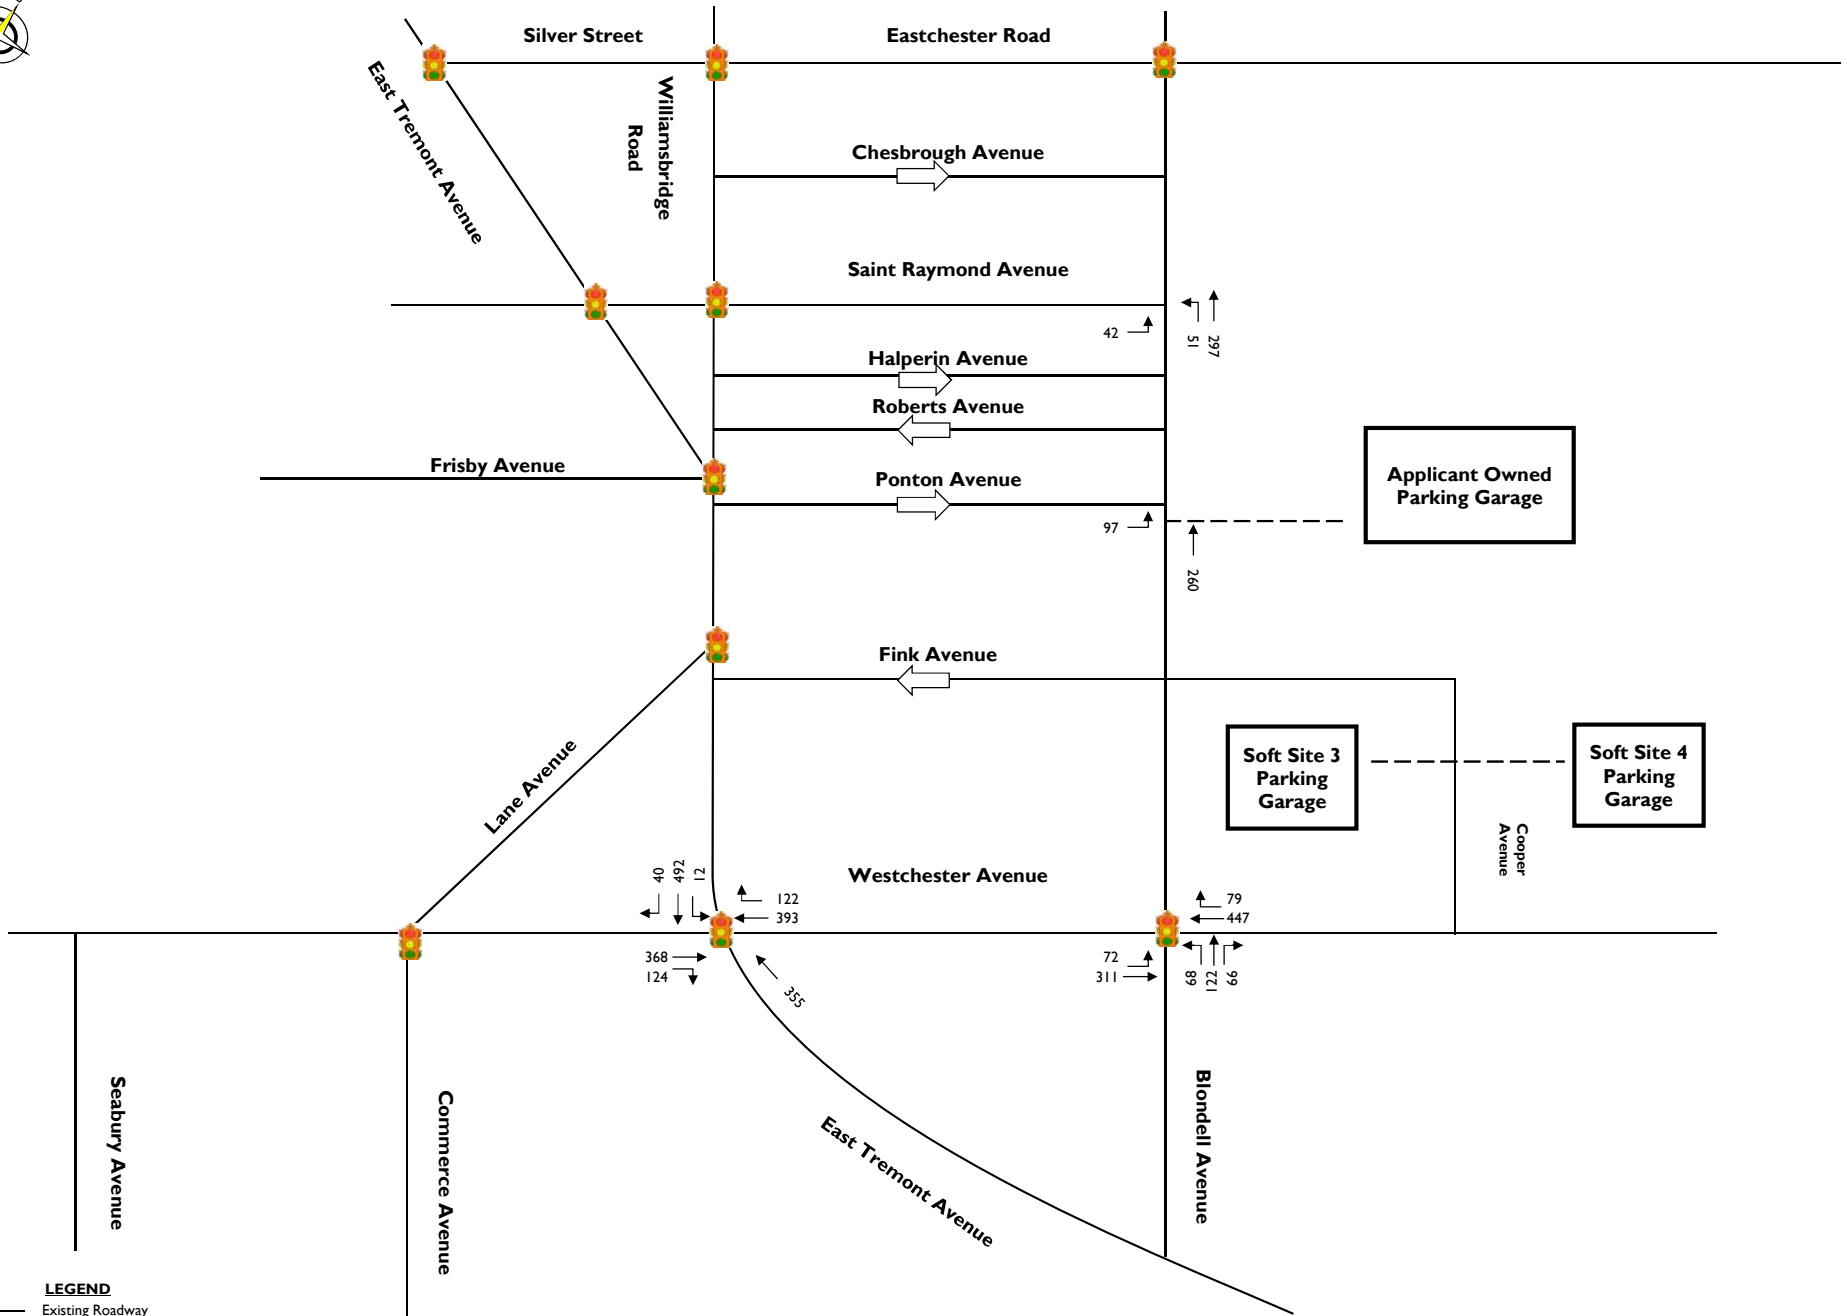 Silver Street
Eastchester Road
East Tremont Avenue
Williamsbridge
Road
Chesbrough Avenue
Saint Raymond Avenue
42
51
297
Halperin Avenue
Roberts Avenue
Frisby Avenue
Ponton Avenue
97
260
Applicant Owned
Parking Garage
Fink Avenue
Lane Avenue
Soft Site 3
Parking
Garage
Soft Site 4
Parking
Garage
Cooper
Avenue
Westchester Avenue
40
492
12
122
393
79
447
368
124
355
72
311
68
122
66
Seabury Avenue
Commerce Avenue
East Tremont Avenue
Blondell Avenue
LEGEND
Existing Roadway